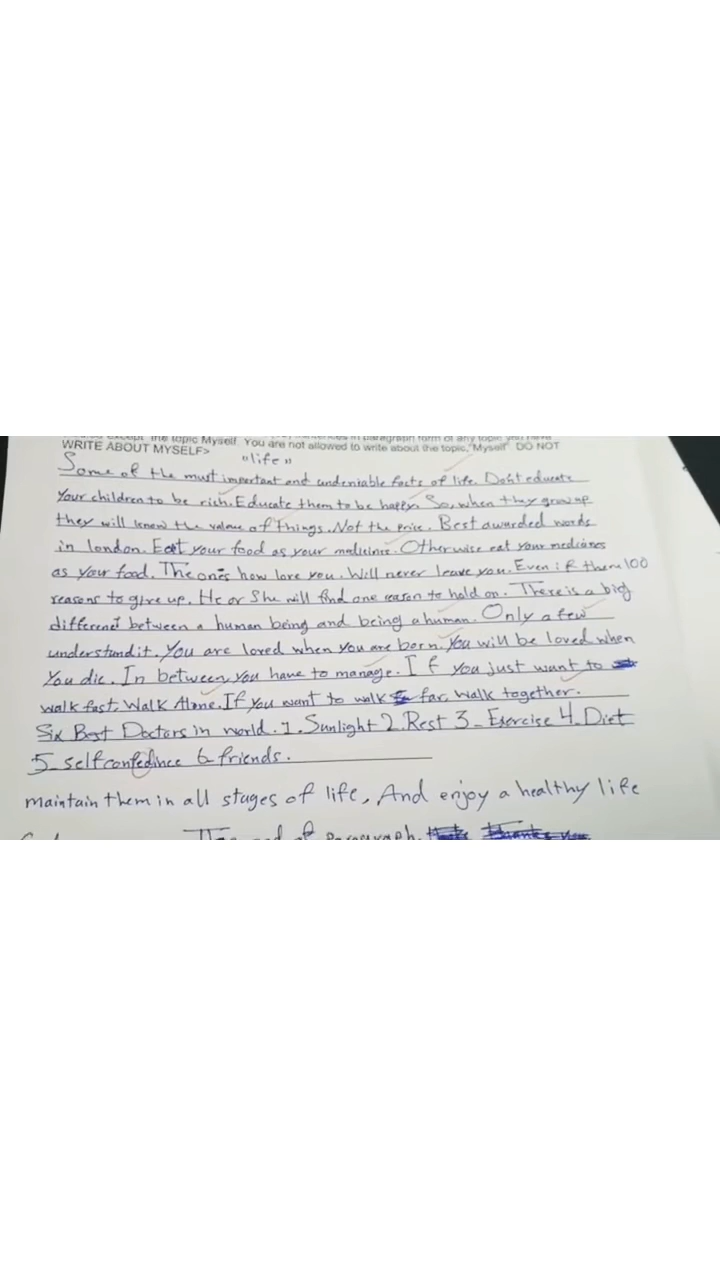 the topic Myself. You are not allowed to write about the topic, "Myself" DO NOT
WRITE ABOUT MYSELF>
"life"
Some of the must important and undeniable facts of life. Don't educate
Your children to be rich. Educate them to be happy. So, when they grow up
they will know the value of things. Not the price. Best awarded words
in london. Eat your food as your medicines. Otherwise eat your medicines
as your food. The ones how love you. Will never leave you. Even if there 100
reasons to give up. He or She will find one reason to hold on. There is a big
different between a human being and being a human. Only a few
understand it. You are loved when you are born. You will be loved when
You die. In between you have to manage. If you just want to
walk fast, Walk Alone. If you want to walk far, walk together.
Six Best Doctors in world. 1. Sunlight 2. Rest 3- Exercise 4. Diet
5- self confedince 6- friends.
maintain them in all stages of life, And enjoy a healthy life
of Paragraph.